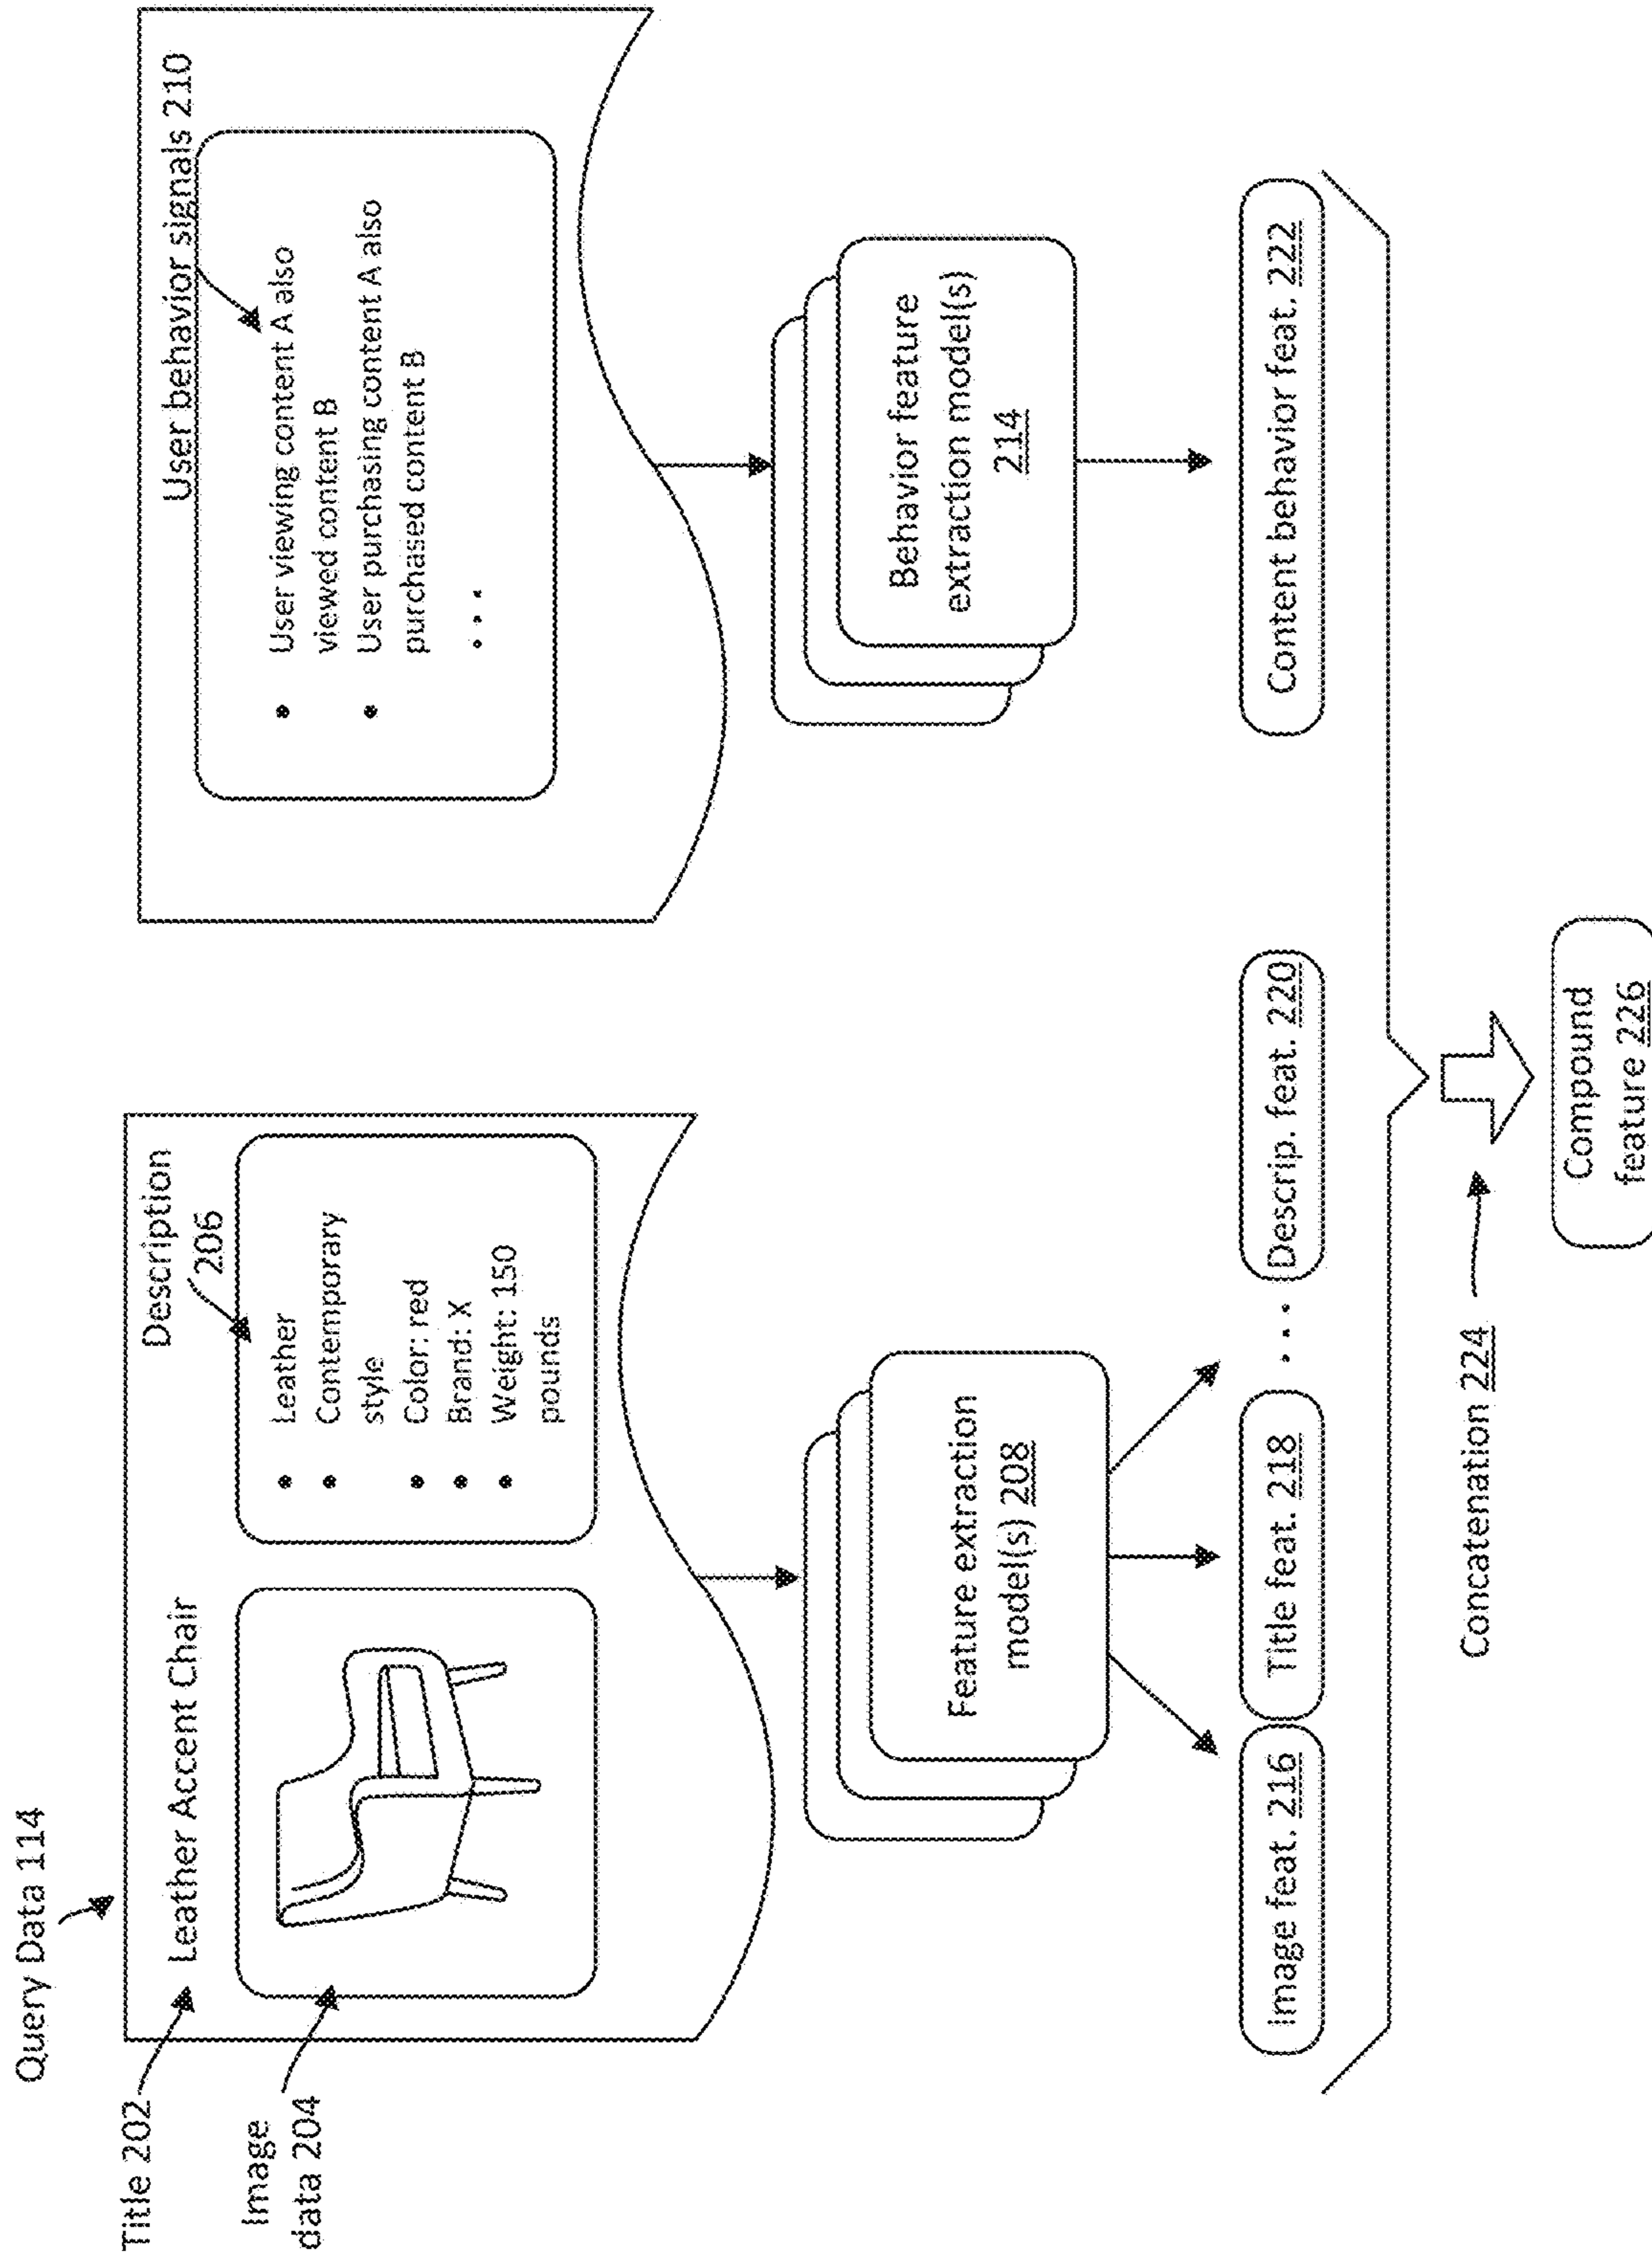 Query Data 114
Title 202
Leather Accent Chair
Image
data 204
Description
206
• Leather
• Contemporary
style
• Color: red
• Brand: X
• Weight: 150
pounds
User behavior signals 210
• User viewing content A also
viewed content B
• User purchasing content A also
purchased content B
...
Feature extraction
model(s) 208
Behavior feature
extraction model(s)
214
Image feat. 216
Title feat. 218
...
Descrip. feat. 220
Content behavior feat. 222
Concatenation 224
Compound
feature 226